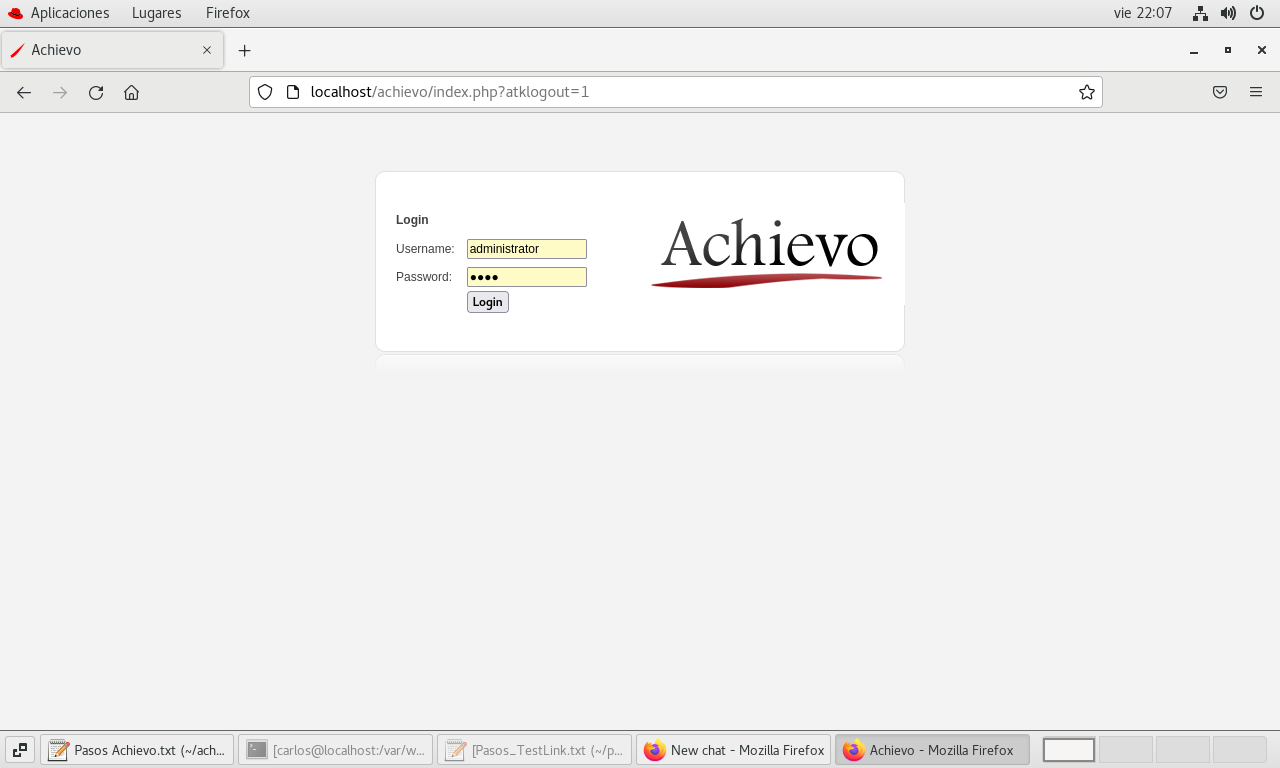 Aplicaciones Lugares Firefox vie 22:07
Achievo
localhost/achievo/index.php?atklogout=1
Login
Username: administrator
Password: ●●●●
Login
Achievo
Pasos Achievo.txt (~/ach... [carlos@localhost:/var/w... [Pasos_TestLink.txt (~/p... New chat - Mozilla Firefox Achievo - Mozilla Firefox